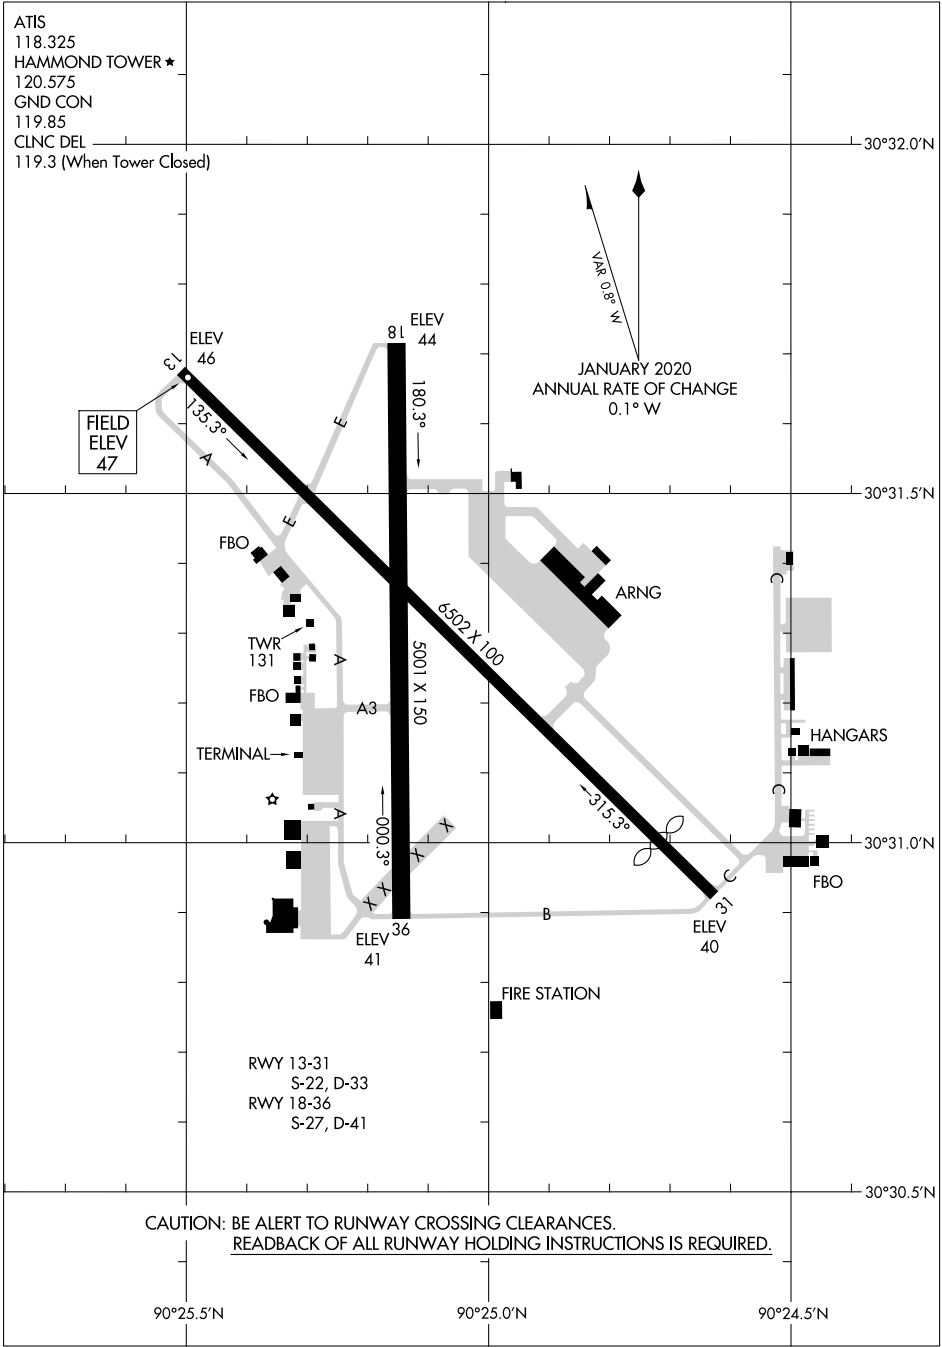 ATIS
118.325
HAMMOND TOWER ★
120.575
GND CON
119.85
CLNC DEL
119.3 (When Tower Closed)
30°32.0'N
VAR 0.8° W
JANUARY 2020
ANNUAL RATE OF CHANGE
0.1° W
18
ELEV
44
13
ELEV
46
FIELD
ELEV
47
135.3°
180.3°
E
A
E
30°31.5'N
FBO
ARNG
C
TWR
131
A
6502 X 100
5001 X 150
FBO
A3
TERMINAL
HANGARS
C
A
000.3°
315.3°
X
X
X
X
30°31.0'N
C
FBO
31
B
36
ELEV
41
ELEV
40
FIRE STATION
RWY 13-31
S-22, D-33
RWY 18-36
S-27, D-41
30°30.5'N
CAUTION: BE ALERT TO RUNWAY CROSSING CLEARANCES.
READBACK OF ALL RUNWAY HOLDING INSTRUCTIONS IS REQUIRED.
90°25.5'N
90°25.0'N
90°24.5'N